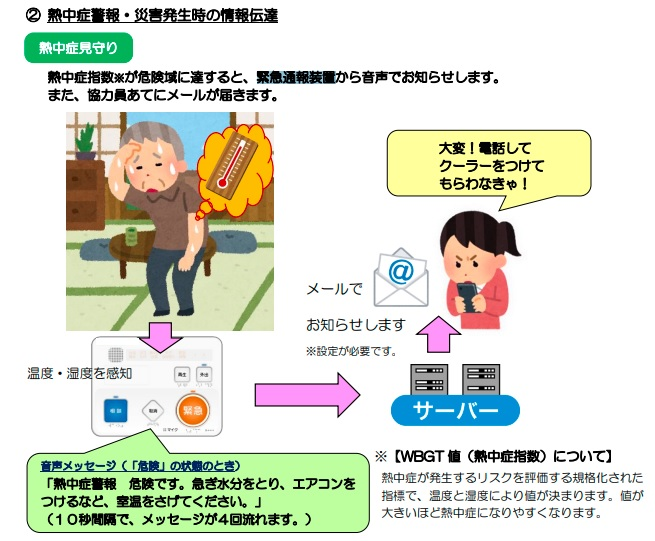 ② 熱中症警報・災害発生時の情報伝達
熱中症見守り
熱中症指数※が危険域に達すると、緊急通報装置から音声でお知らせします。
また、協力員あてにメールが届きます。
大変！電話して
クーラーをつけて
もらわなきゃ！
@
メールで
お知らせします
※設定が必要です。
温度・湿度を感知
再生
外出
相談
取消
緊急
マイク
サーバー
音声メッセージ（「危険」の状態のとき）
「熱中症警報　危険です。急ぎ水分をとり、エアコンを
つけるなど、室温をさげてください。」
（１０秒間隔で、メッセージが４回流れます。）
※【WBGT 値（熱中症指数）について】
熱中症が発生するリスクを評価する規格化された
指標で、温度と湿度により値が決まります。値が
大きいほど熱中症になりやすくなります。